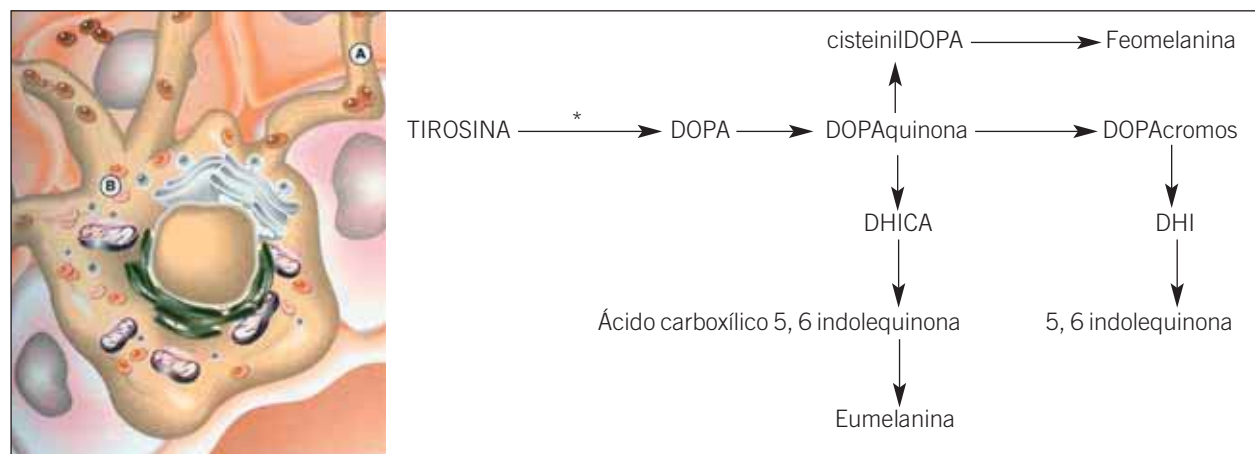 A
B
cisteinilDOPA Feomelanina
*
TIROSINA DOPA DOPAquinona DOPAcromos
DHICA DHI
Ácido carboxílico 5, 6 indolequinona 5, 6 indolequinona
Eumelanina